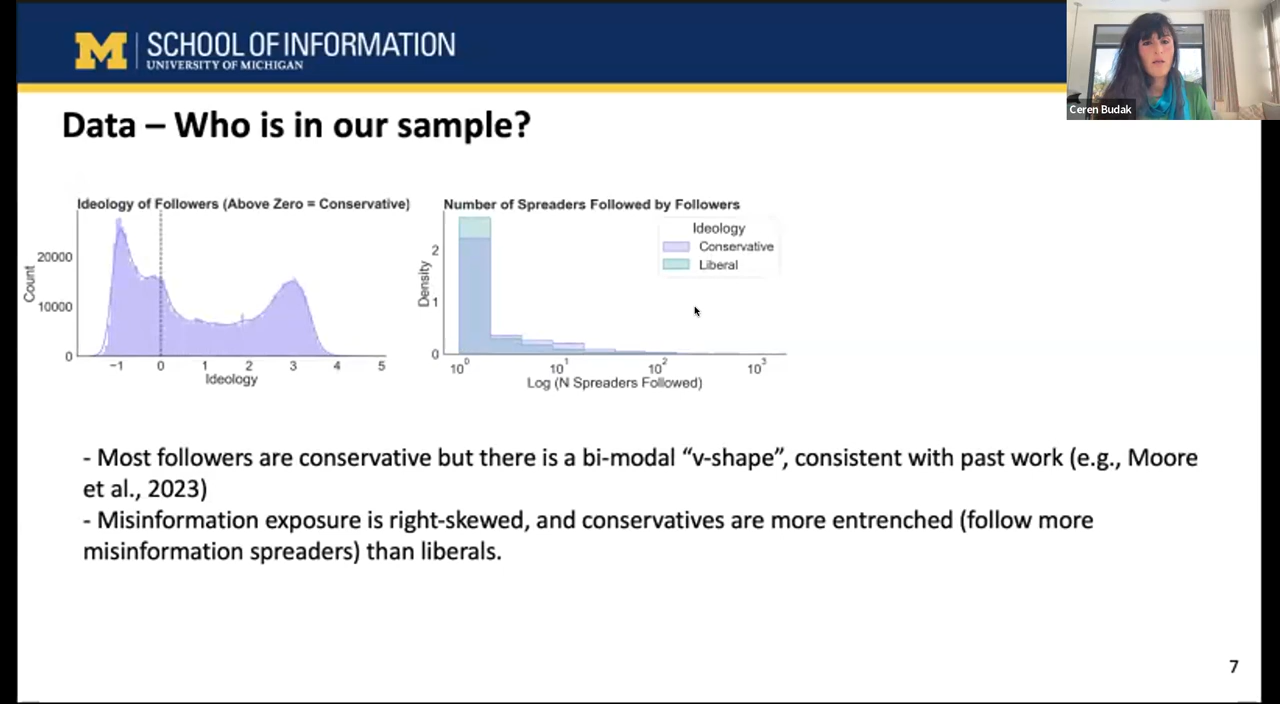 M
SCHOOL OF INFORMATION
UNIVERSITY OF MICHIGAN
Ceren Budak
Data – Who is in our sample?
Ideology of Followers (Above Zero = Conservative)
Count
20000
10000
0
−1 0 1 2 3 4 5
Ideology
Number of Spreaders Followed by Followers
Ideology
Conservative
Liberal
Density
2
1
0
10⁰ 10¹ 10² 10³
Log (N Spreaders Followed)
- Most followers are conservative but there is a bi-modal “v-shape”, consistent with past work (e.g., Moore
et al., 2023)
- Misinformation exposure is right-skewed, and conservatives are more entrenched (follow more
misinformation spreaders) than liberals.
7